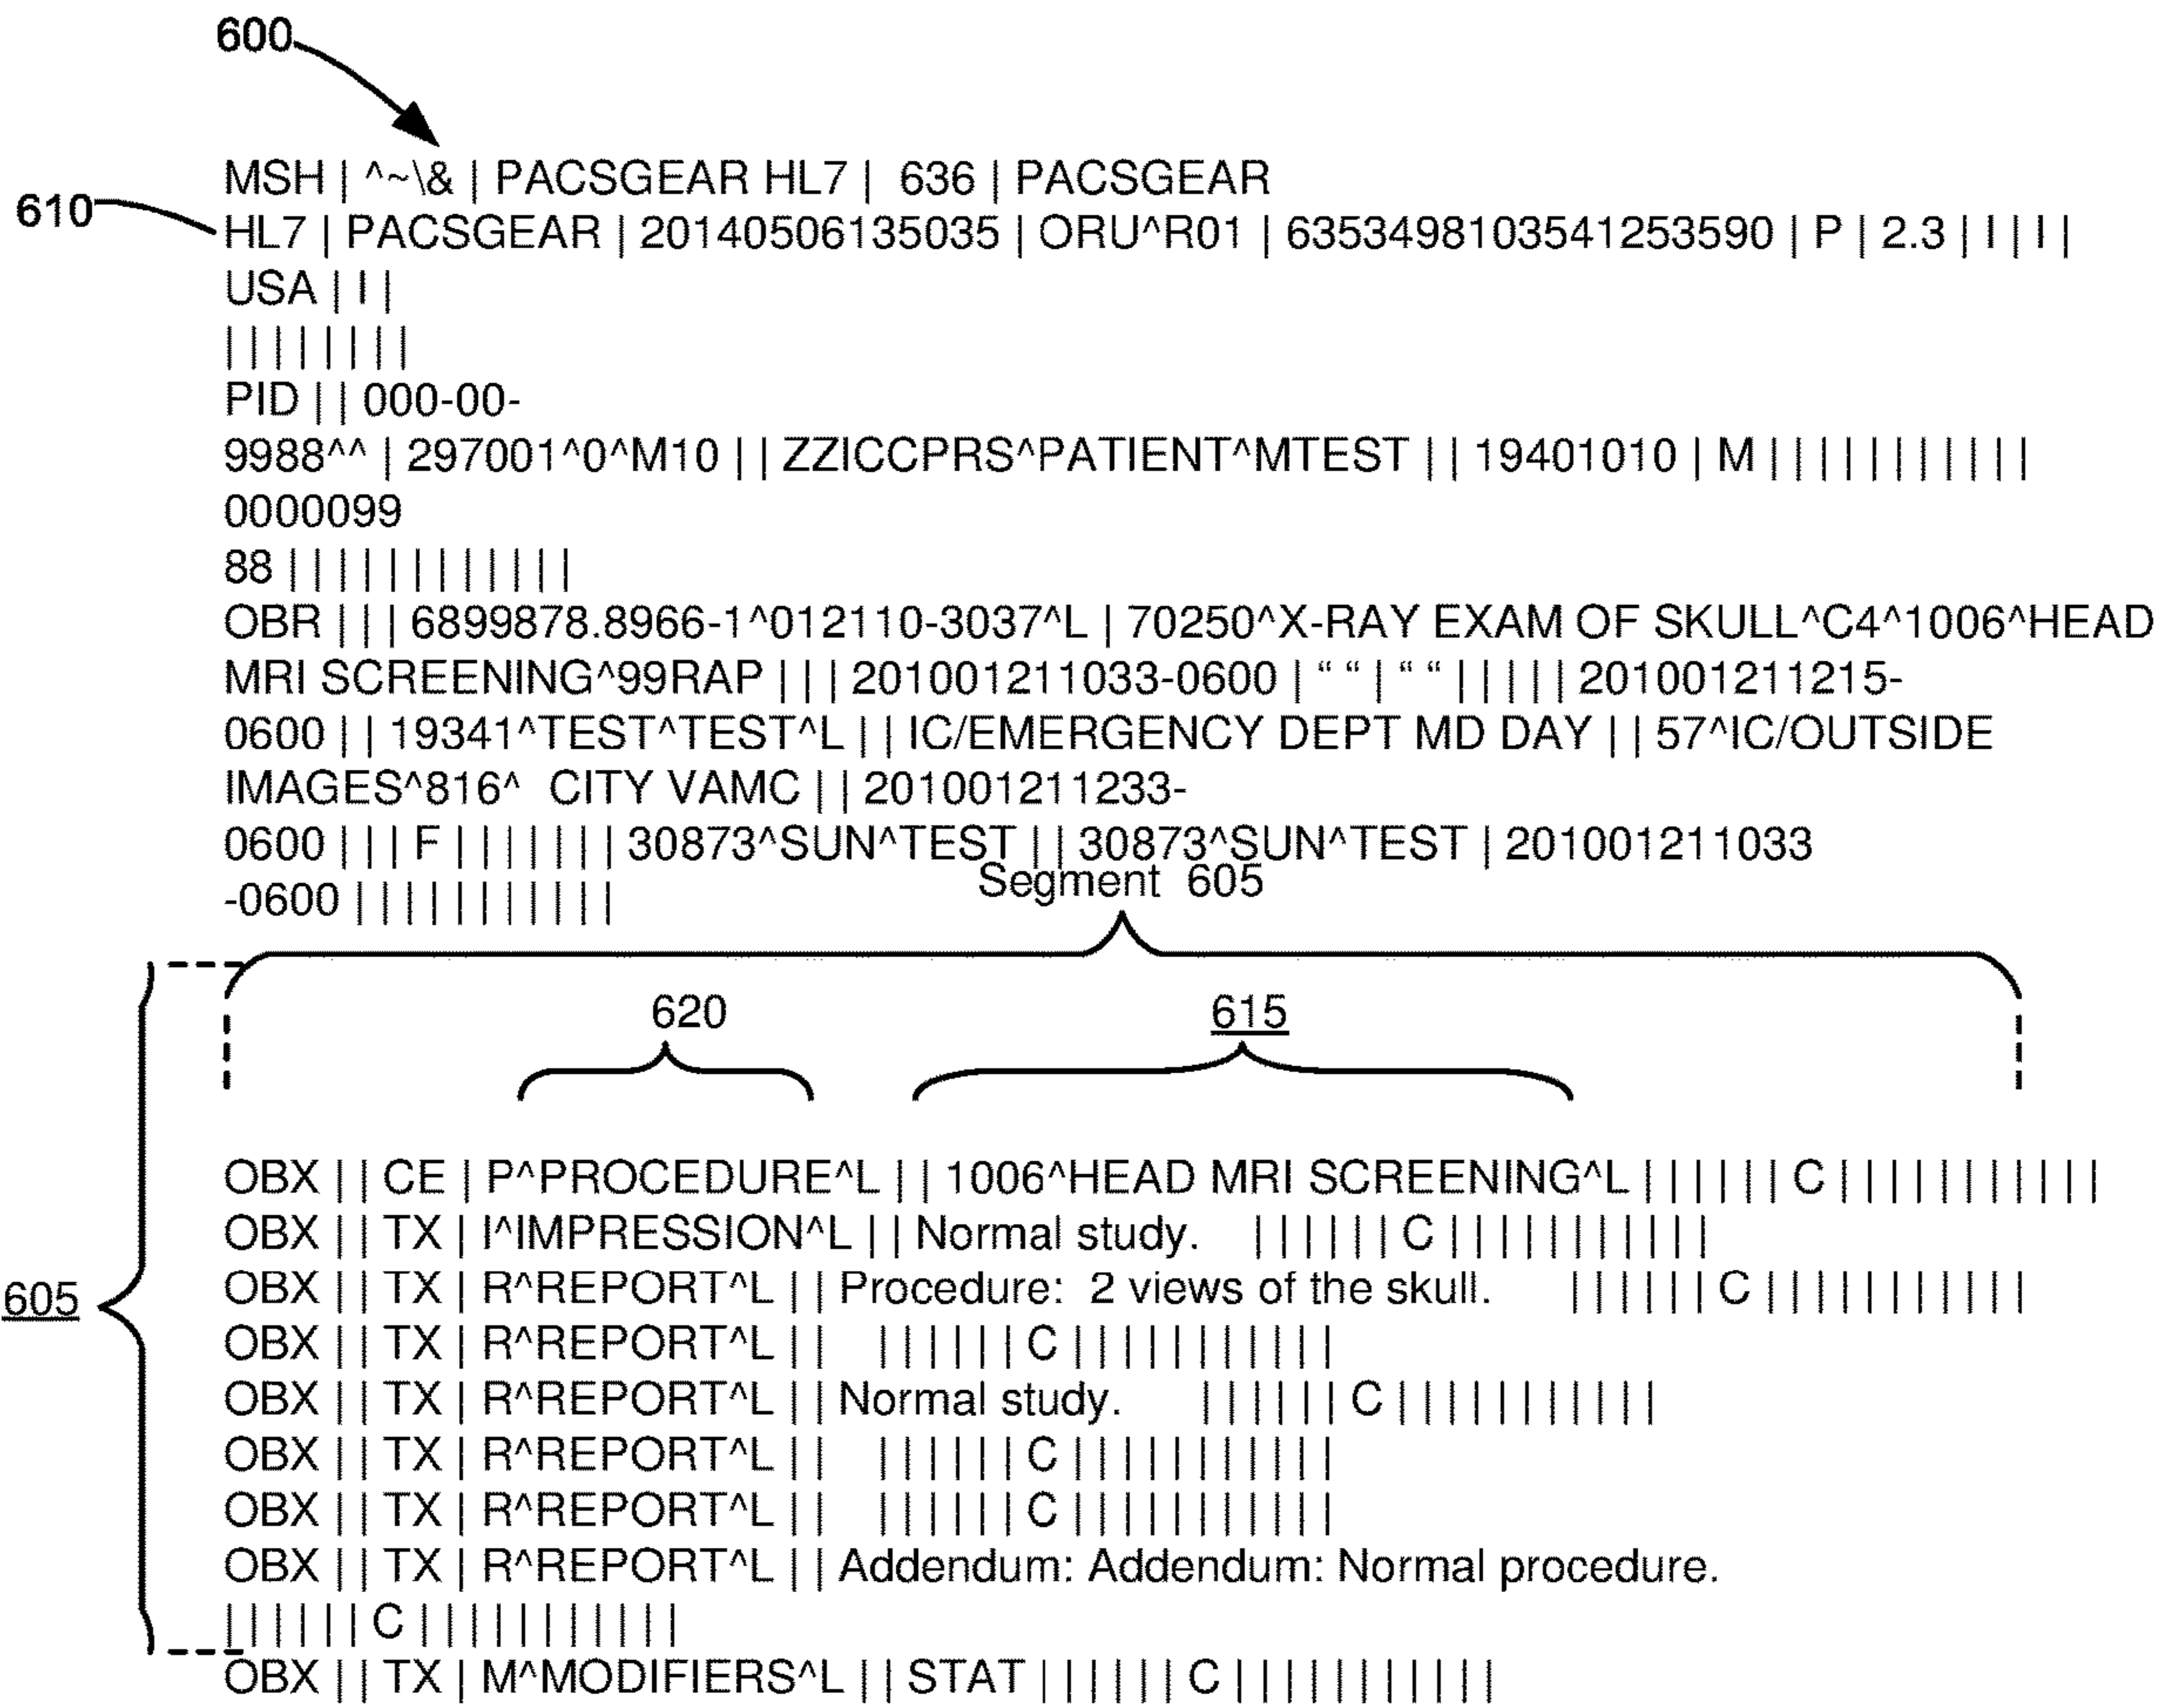 600
MSH | ^~\& | PACSGEAR HL7 | 636 | PACSGEAR
610
HL7 | PACSGEAR | 20140506135035 | ORU^R01 | 6353498103541253590 | P | 2.3 | I | I |
USA | I |
| | | | | | | |
PID | | 000-00-
9988^^ | 297001^0^M10 | | ZZICCPRS^PATIENT^MTEST | | 19401010 | M | | | | | | | | | | |
0000099
88 | | | | | | | | | | | |
OBR | | | 6899878.8966-1^012110-3037^L | 70250^X-RAY EXAM OF SKULL^C4^1006^HEAD
MRI SCREENING^99RAP | | | 201001211033-0600 | “ “ | “ “ | | | | | 201001211215-
0600 | | 19341^TEST^TEST^L | | IC/EMERGENCY DEPT MD DAY | | 57^IC/OUTSIDE
IMAGES^816^ CITY VAMC | | 201001211233-
0600 | | | F | | | | | | | 30873^SUN^TEST | | 30873^SUN^TEST | 201001211033
-0600 | | | | | | | | | | |
Segment 605
620
615
OBX | | CE | P^PROCEDURE^L | | 1006^HEAD MRI SCREENING^L | | | | | | C | | | | | | | | | | |
OBX | | TX | I^IMPRESSION^L | | Normal study. | | | | | | C | | | | | | | | | | |
605
OBX | | TX | R^REPORT^L | | Procedure: 2 views of the skull. | | | | | | C | | | | | | | | | | |
OBX | | TX | R^REPORT^L | | | | | | | | C | | | | | | | | | | |
OBX | | TX | R^REPORT^L | | Normal study. | | | | | | C | | | | | | | | | | |
OBX | | TX | R^REPORT^L | | | | | | | | C | | | | | | | | | | |
OBX | | TX | R^REPORT^L | | | | | | | | C | | | | | | | | | | |
OBX | | TX | R^REPORT^L | | Addendum: Addendum: Normal procedure.
| | | | | | C | | | | | | | | | | |
OBX | | TX | M^MODIFIERS^L | | STAT | | | | | | C | | | | | | | | | | |